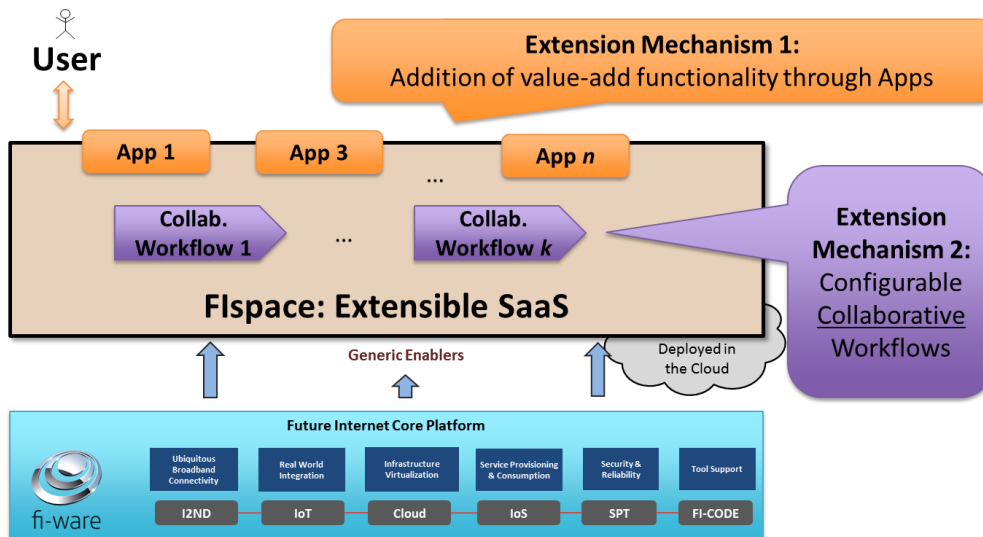 User
Extension Mechanism 1:
Addition of value-add functionality through Apps
App 1
App 3
...
App n
Collab.
Workflow 1
...
Collab.
Workflow k
Extension
Mechanism 2:
Configurable
Collaborative
Workflows
FIspace: Extensible SaaS
Generic Enablers
Deployed in
the Cloud
Future Internet Core Platform
fi-ware
Ubiquitous
Broadband
Connectivity
Real World
Integration
Infrastructure
Virtualization
Service Provisioning
& Consumption
Security &
Reliability
Tool Support
I2ND
IoT
Cloud
IoS
SPT
FI-CODE